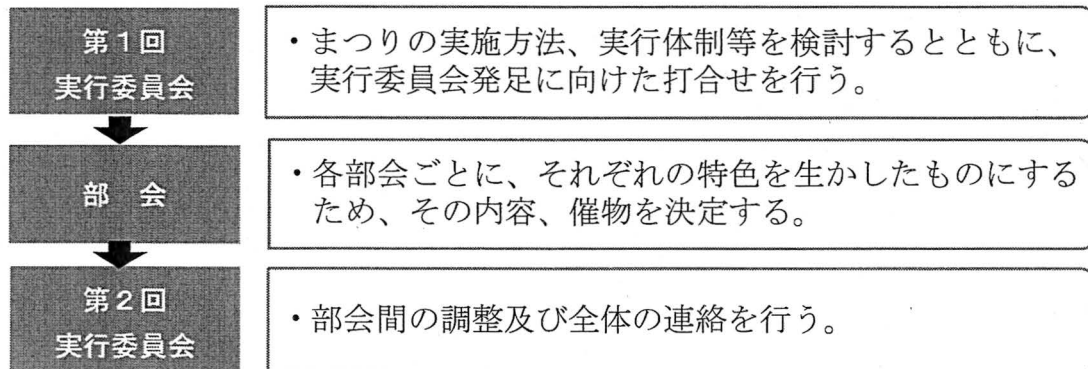 第1回
実行委員会
・まつりの実施方法、実行体制等を検討するとともに、
実行委員会発足に向けた打合せを行う。
部 会
・各部会ごとに、それぞれの特色を生かしたものにする
ため、その内容、催物を決定する。
第2回
実行委員会
・部会間の調整及び全体の連絡を行う。